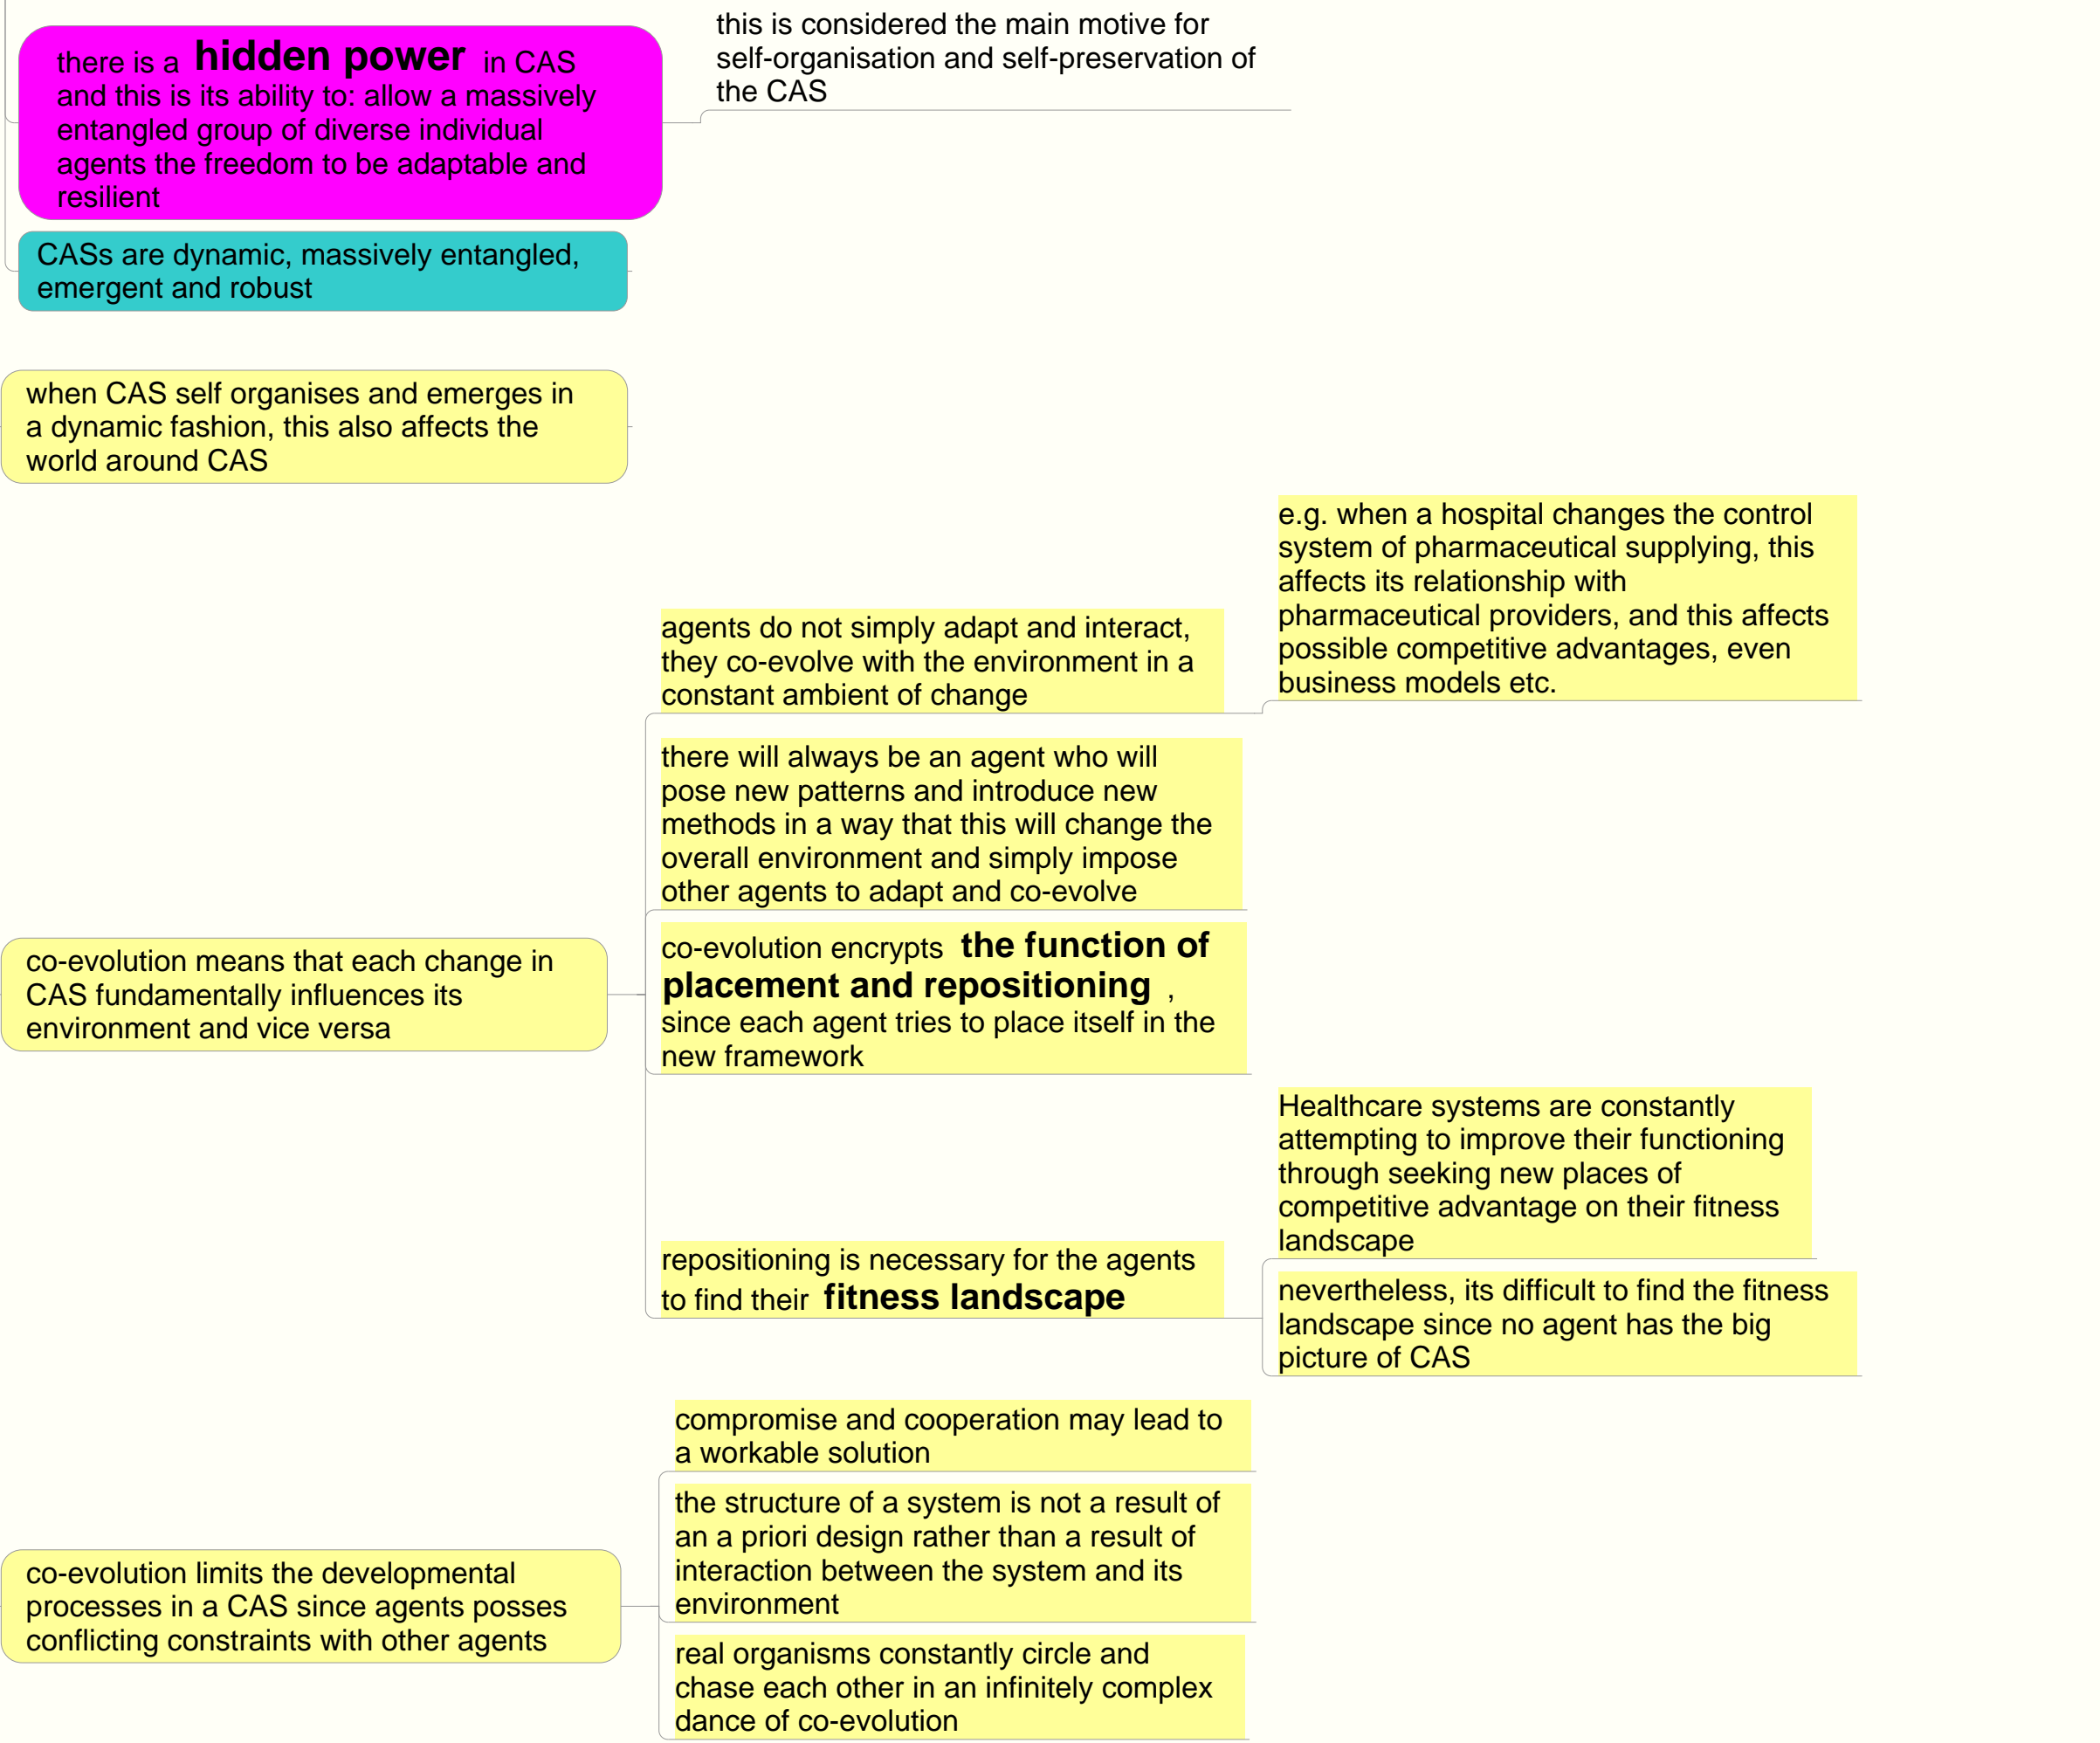 there is a hidden power in CAS
and this is its ability to: allow a massively
entangled group of diverse individual
agents the freedom to be adaptable and
resilient
this is considered the main motive for
self-organisation and self-preservation of
the CAS
CASs are dynamic, massively entangled,
emergent and robust
when CAS self organises and emerges in
a dynamic fashion, this also affects the
world around CAS
co-evolution means that each change in
CAS fundamentally influences its
environment and vice versa
agents do not simply adapt and interact,
they co-evolve with the environment in a
constant ambient of change
e.g. when a hospital changes the control
system of pharmaceutical supplying, this
affects its relationship with
pharmaceutical providers, and this affects
possible competitive advantages, even
business models etc.
there will always be an agent who will
pose new patterns and introduce new
methods in a way that this will change the
overall environment and simply impose
other agents to adapt and co-evolve
co-evolution encrypts the function of
placement and repositioning ,
since each agent tries to place itself in the
new framework
repositioning is necessary for the agents
to find their fitness landscape
Healthcare systems are constantly
attempting to improve their functioning
through seeking new places of
competitive advantage on their fitness
landscape
nevertheless, its difficult to find the fitness
landscape since no agent has the big
picture of CAS
co-evolution limits the developmental
processes in a CAS since agents posses
conflicting constraints with other agents
compromise and cooperation may lead to
a workable solution
the structure of a system is not a result of
an a priori design rather than a result of
interaction between the system and its
environment
real organisms constantly circle and
chase each other in an infinitely complex
dance of co-evolution